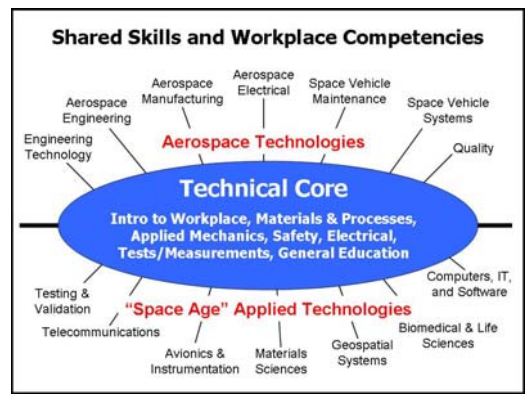 Shared Skills and Workplace Competencies
Aerospace
Electrical
Aerospace
Manufacturing
Space Vehicle
Maintenance
Aerospace
Engineering
Space Vehicle
Systems
Engineering
Technology
Aerospace Technologies
Quality
Technical Core
Intro to Workplace, Materials & Processes,
Applied Mechanics, Safety, Electrical,
Tests/Measurements, General Education
Testing &
Validation
"Space Age" Applied Technologies
Computers, IT,
and Software
Telecommunications
Biomedical & Life
Sciences
Avionics &
Instrumentation
Materials
Sciences
Geospatial
Systems